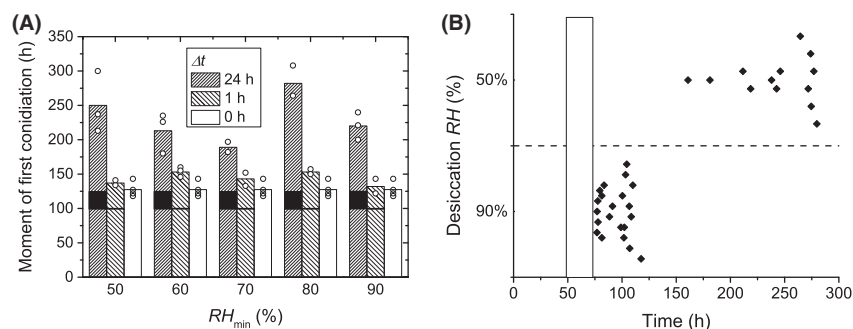 (A)
Moment of first conidiation (h)
350
300
250
200
150
100
50
0
Δt
24 h
1 h
0 h
50 60 70 80 90
RHmin (%)
(B)
Desiccation RH (%)
50%
90%
0 50 100 150 200 250 300
Time (h)